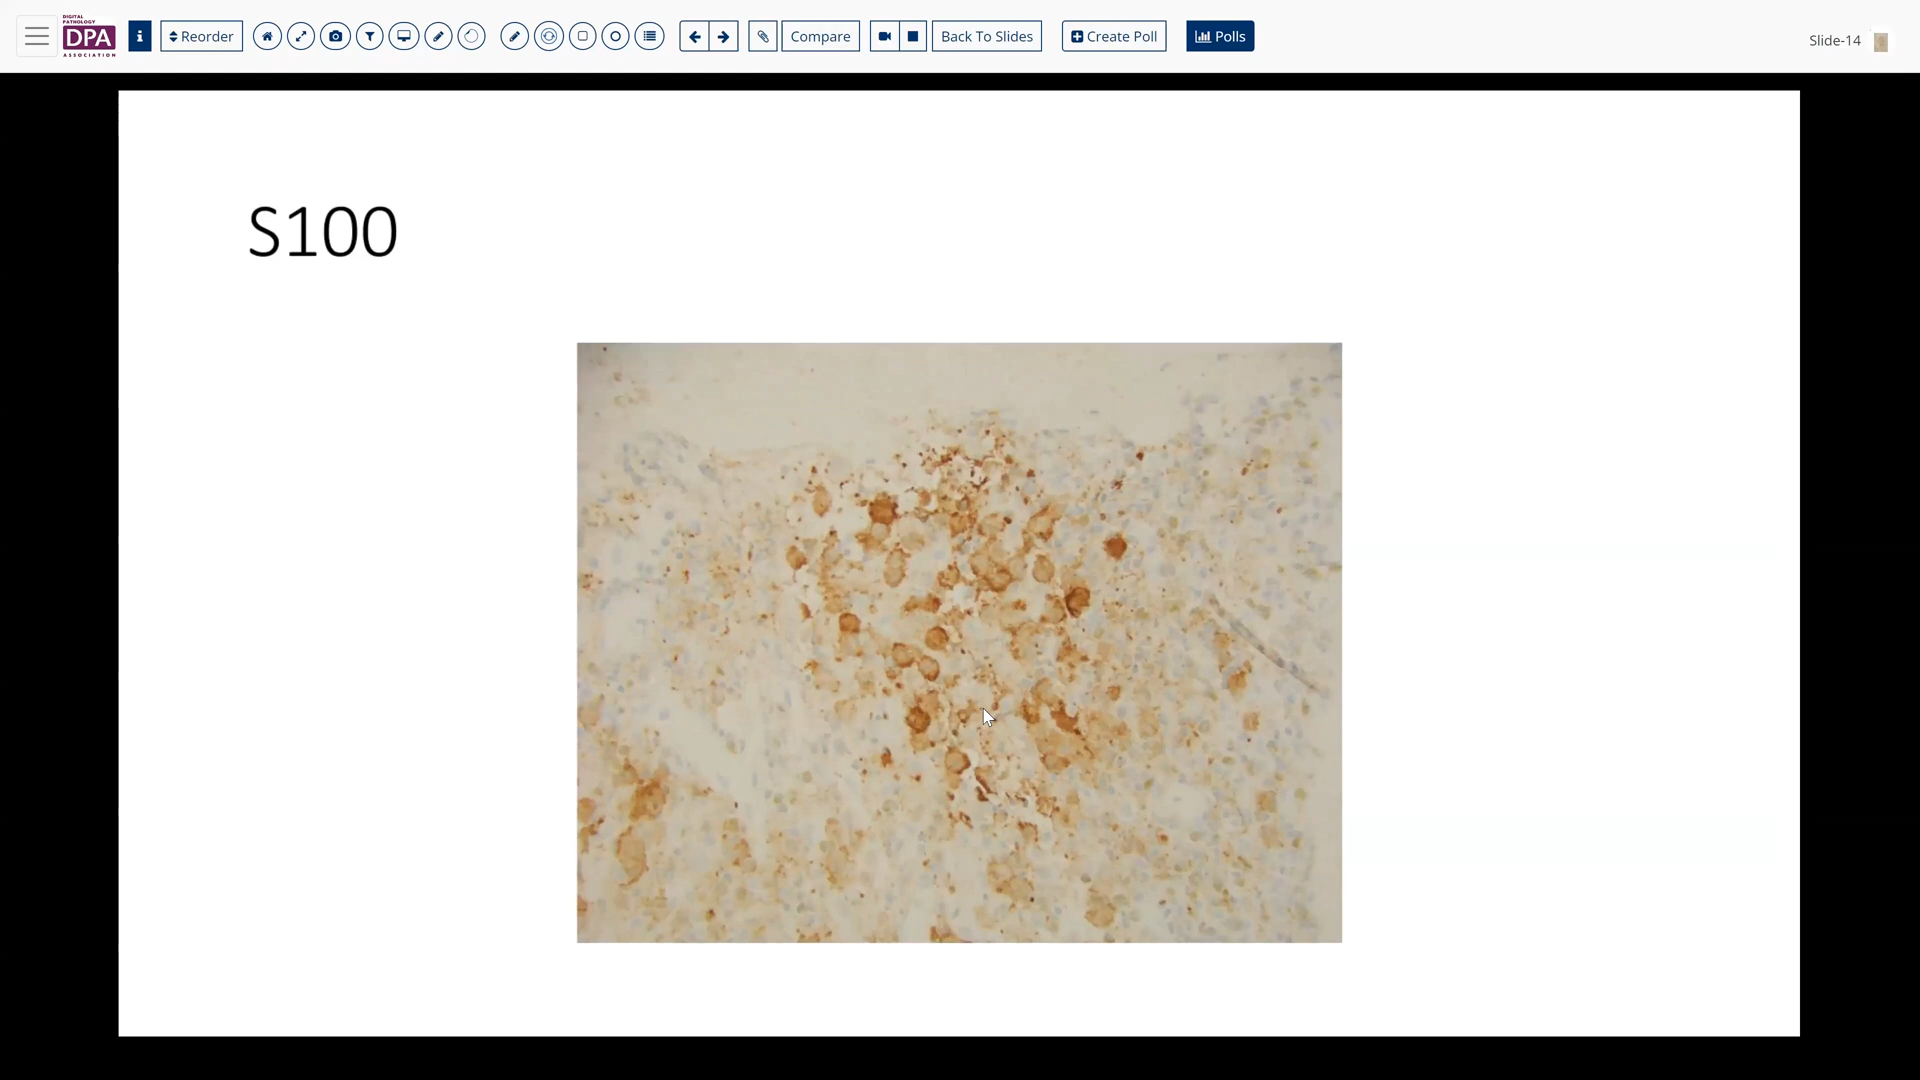 DIGITAL
PATHOLOGY
DPA
ASSOCIATION
i
Reorder
Compare
Back To Slides
Create Poll
Polls
Slide-14
S100